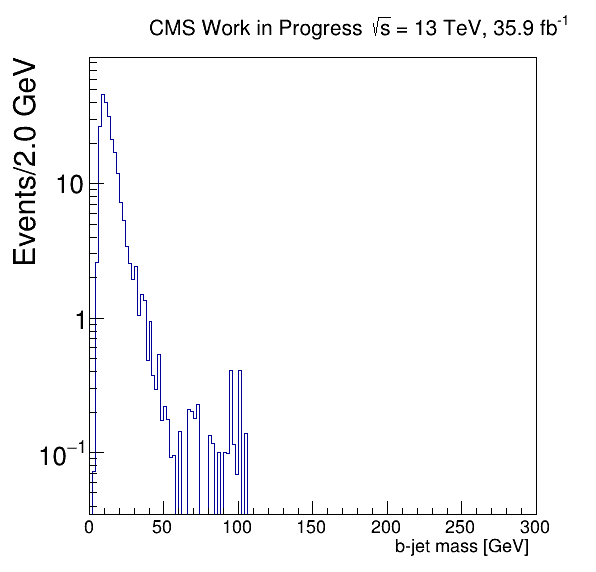 CMS Work in Progress √s = 13 TeV, 35.9 fb⁻¹
Events/2.0 GeV
10
1
10⁻¹
0 50 100 150 200 250 300
b-jet mass [GeV]